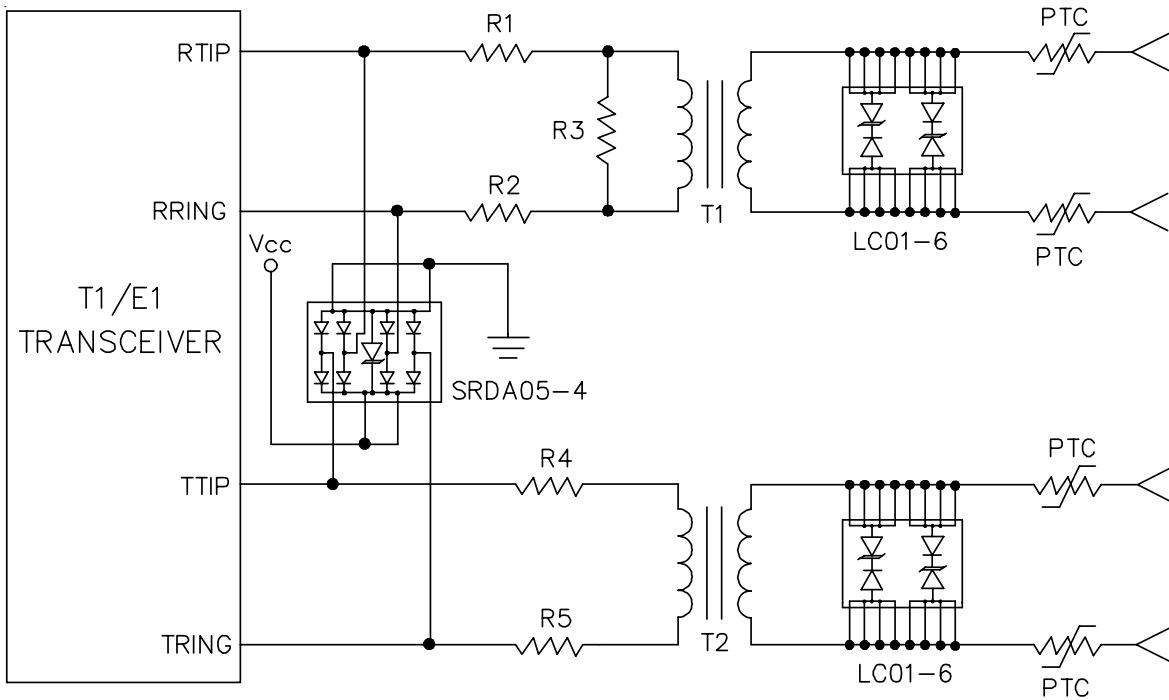 PTC
R1
RTIP
R3
R2
RRING
T1
LC01-6
PTC
Vcc
T1/E1
TRANSCEIVER
SRDA05-4
PTC
R4
TTIP
R5
TRING
T2
LC01-6
PTC